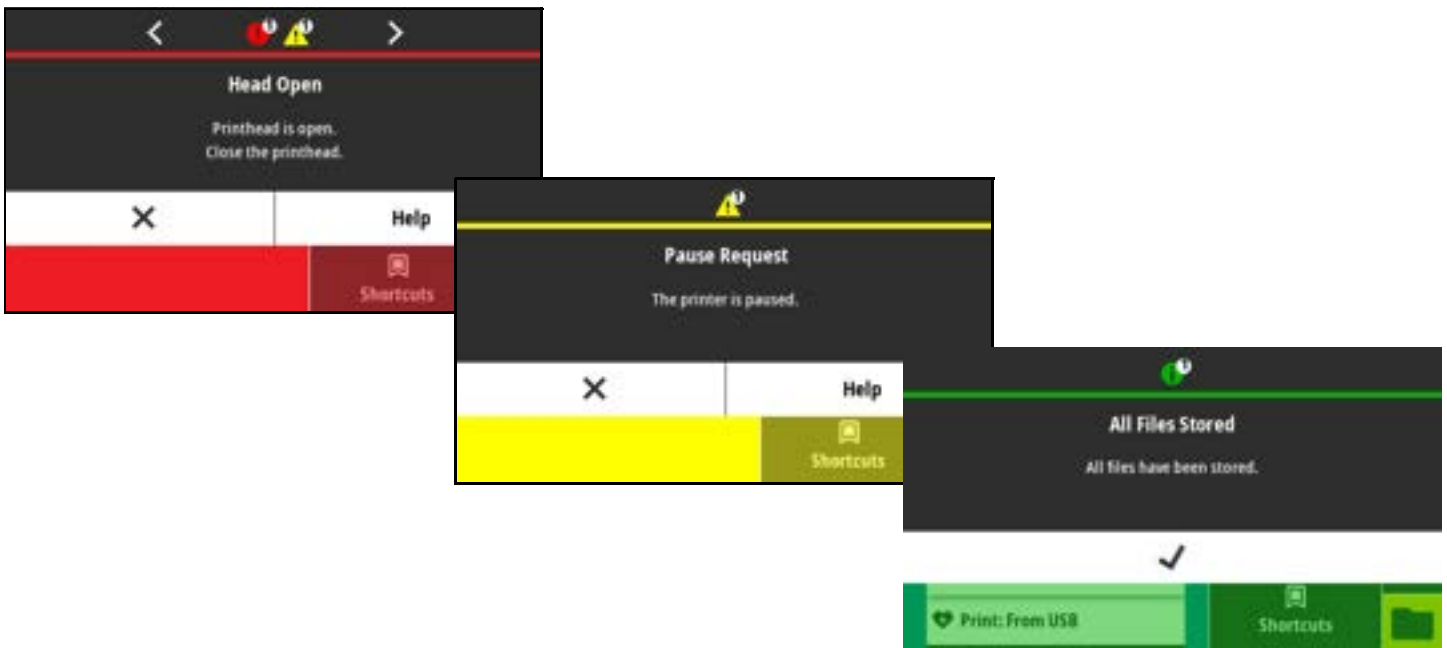 Head Open
Printhead is open.
Close the printhead.
Help
Shortcuts
Pause Request
The printer is paused.
Help
Shortcuts
All Files Stored
All files have been stored.
Print: From USB
Shortcuts